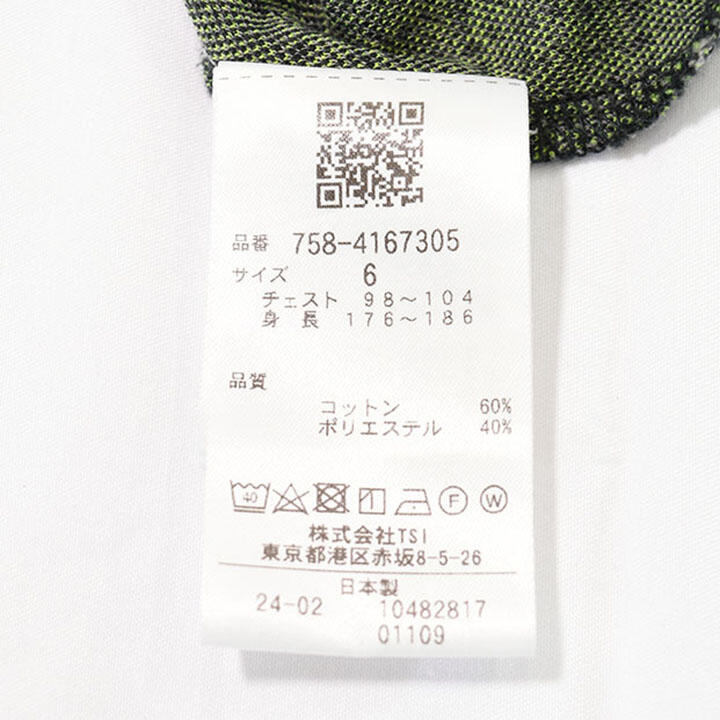 品番 758-4167305
サイズ 6
チェスト 98～104
身 長 176～186
品質
コットン 60%
ポリエステル 40%
40 F W
株式会社TSI
東京都港区赤坂8-5-26
日本製
24-02 10482817
01109